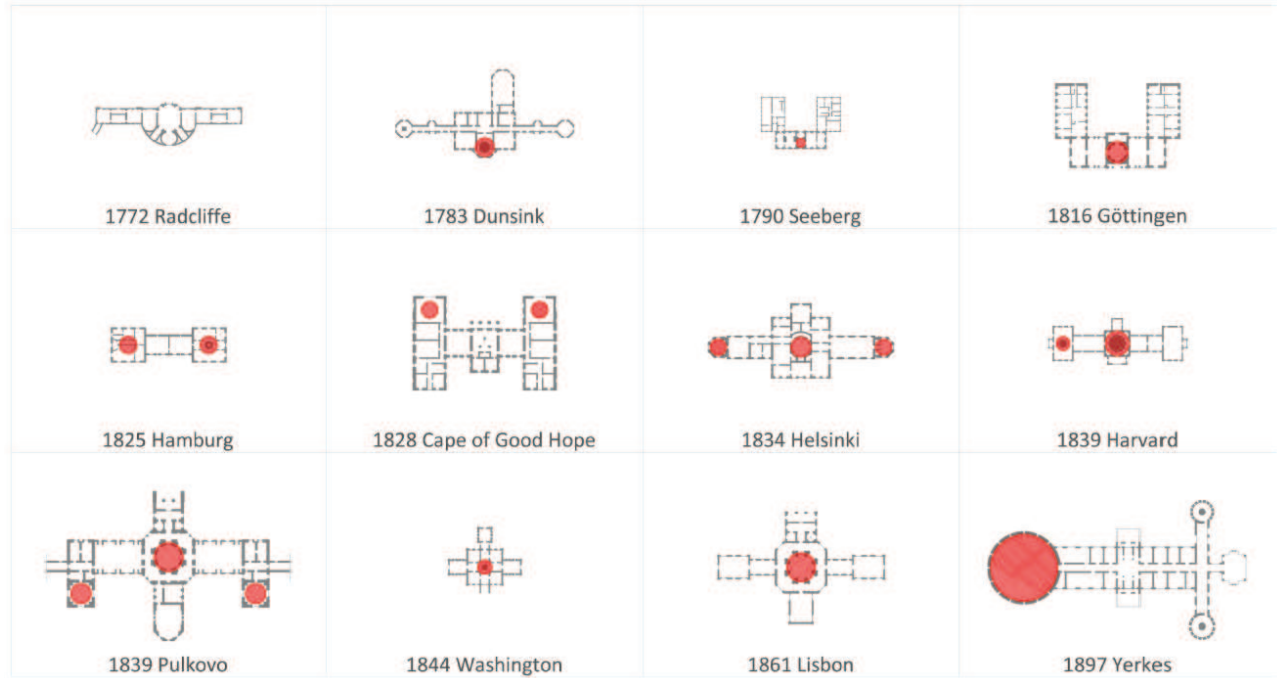 1772 Radcliffe
1783 Dunsink
1790 Seeberg
1816 Göttingen
1825 Hamburg
1828 Cape of Good Hope
1834 Helsinki
1839 Harvard
1839 Pulkovo
1844 Washington
1861 Lisbon
1897 Yerkes